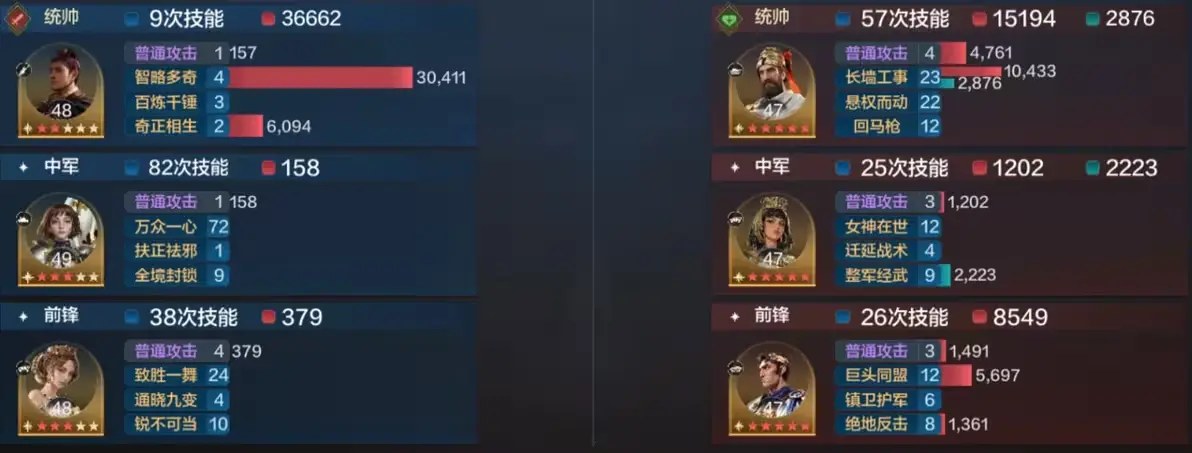 统帅 9次技能 36662
48
普通攻击 1 157
智略多奇 4 30,411
百炼千锤 3
奇正相生 2 6,094
中军 82次技能 158
49
普通攻击 1 158
万众一心 72
扶正祛邪 1
全境封锁 9
前锋 38次技能 379
48
普通攻击 4 379
致胜一舞 24
通晓九变 4
锐不可当 10
统帅 57次技能 15194 2876
47
普通攻击 4 4,761
长墙工事 23 10,433
2,876
悬权而动 22
回马枪 12
中军 25次技能 1202 2223
47
普通攻击 3 1,202
女神在世 12
迂延战术 4
整军经武 9 2,223
前锋 26次技能 8549
47
普通攻击 3 1,491
巨头同盟 12 5,697
镇卫护军 6
绝地反击 8 1,361